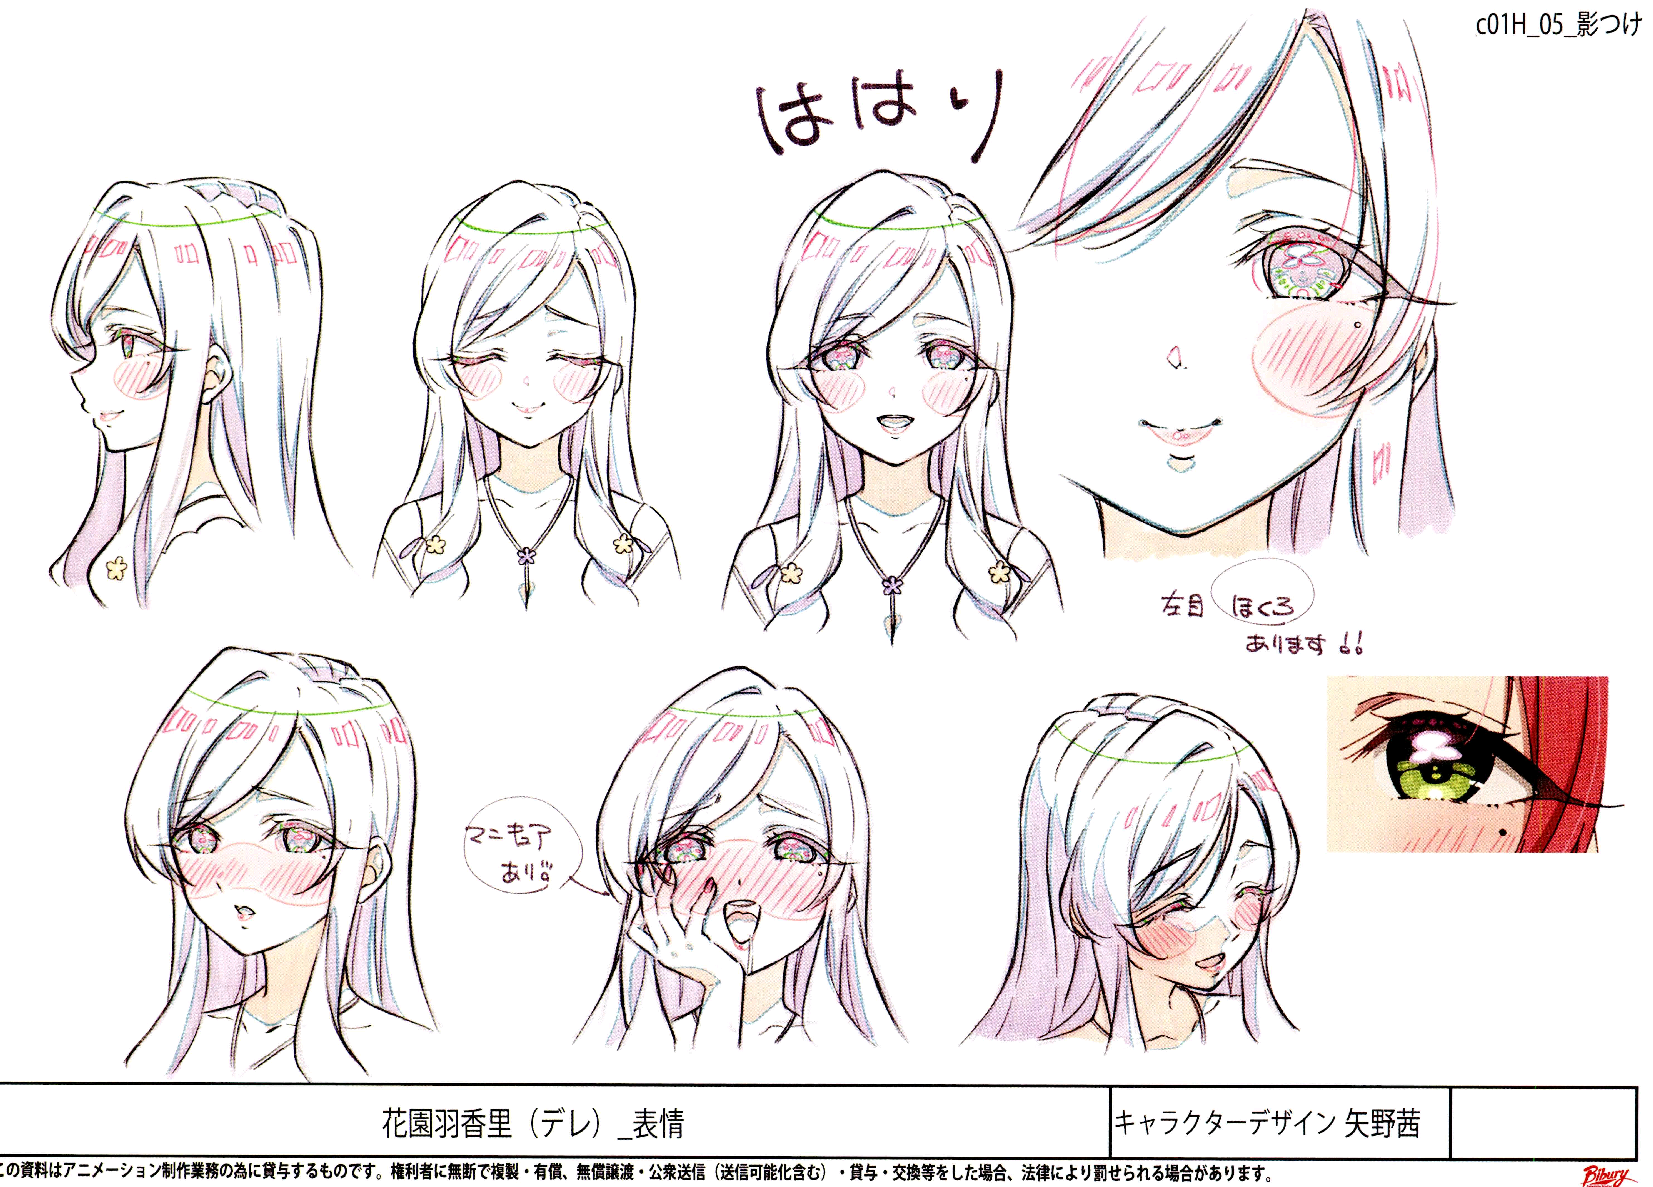 c01H_05_影つけ
ははり
左目 ほくろ
あります!!
マニキュア
あり!!
花園羽香里（デレ）_表情
キャラクターデザイン 矢野茜
この資料はアニメーション制作業務の為に貸与するものです。権利者に無断で複製・有償、無償譲渡・公衆送信（送信可能化含む）・貸与・交換等をした場合、法律により罰せられる場合があります。
Bibury